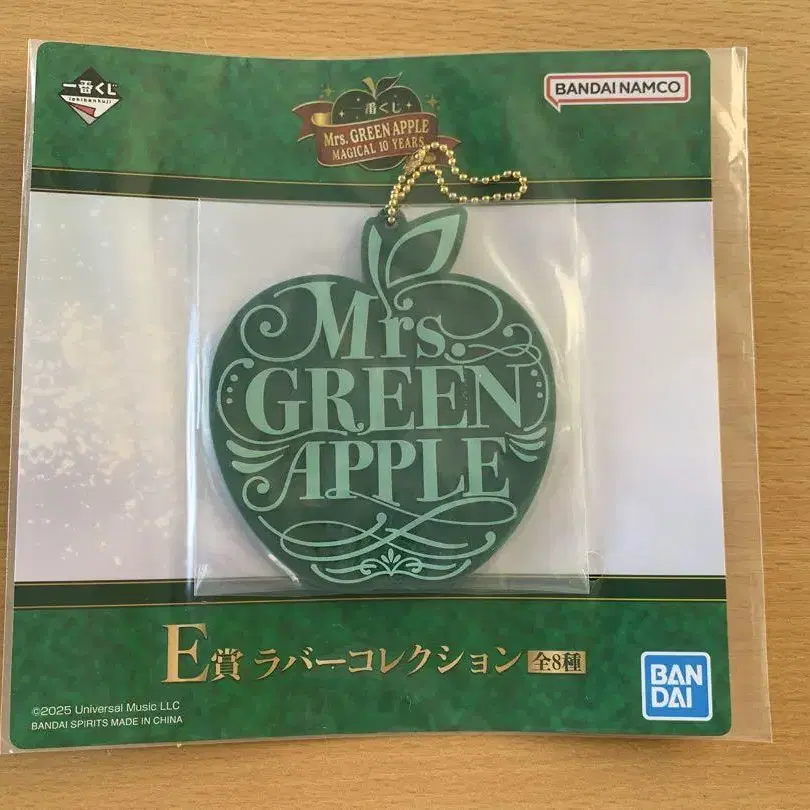 一番くじ
ichibankuji
一番くじ
Mrs. GREEN APPLE
MAGICAL 10 YEARS
BANDAI NAMCO
Mrs.
GREEN
APPLE
E賞 ラバーコレクション 全8種
©2025 Universal Music LLC
BANDAI SPIRITS MADE IN CHINA
BAN
DAI